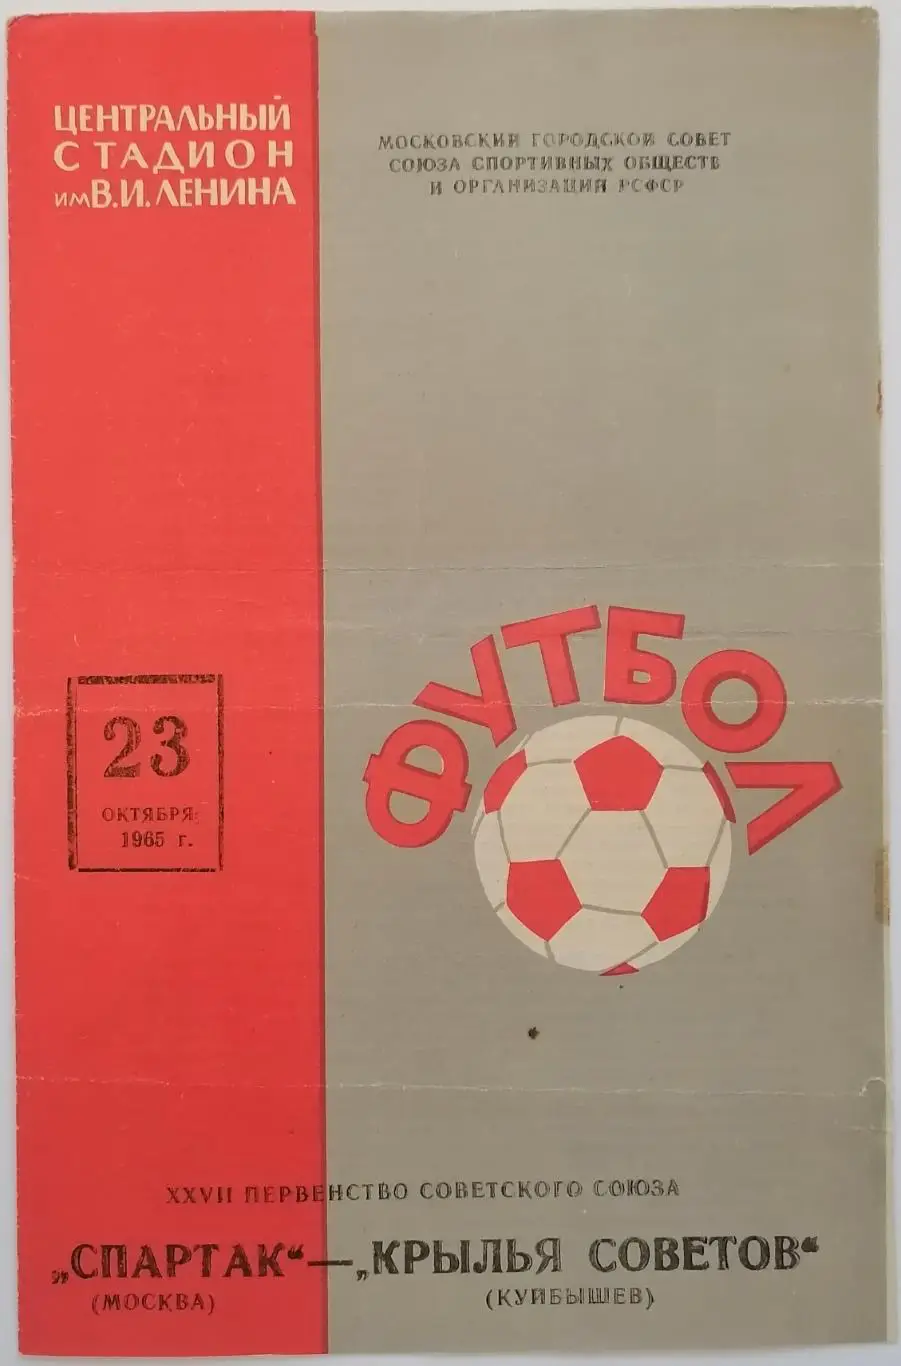 ЦЕНТРАЛЬНЫЙ
СТАДИОН
им В.И. ЛЕНИНА
МОСКОВСКИЙ ГОРОДСКОЙ СОВЕТ
СОЮЗА СПОРТИВНЫХ ОБЩЕСТВ
И ОРГАНИЗАЦИЙ РСФСР
ФУТБОЛ
23
ОКТЯБРЯ
1965 г.
XXVII ПЕРВЕНСТВО СОВЕТСКОГО СОЮЗА
„СПАРТАК“ — „КРЫЛЬЯ СОВЕТОВ“
(МОСКВА) (КУЙБЫШЕВ)